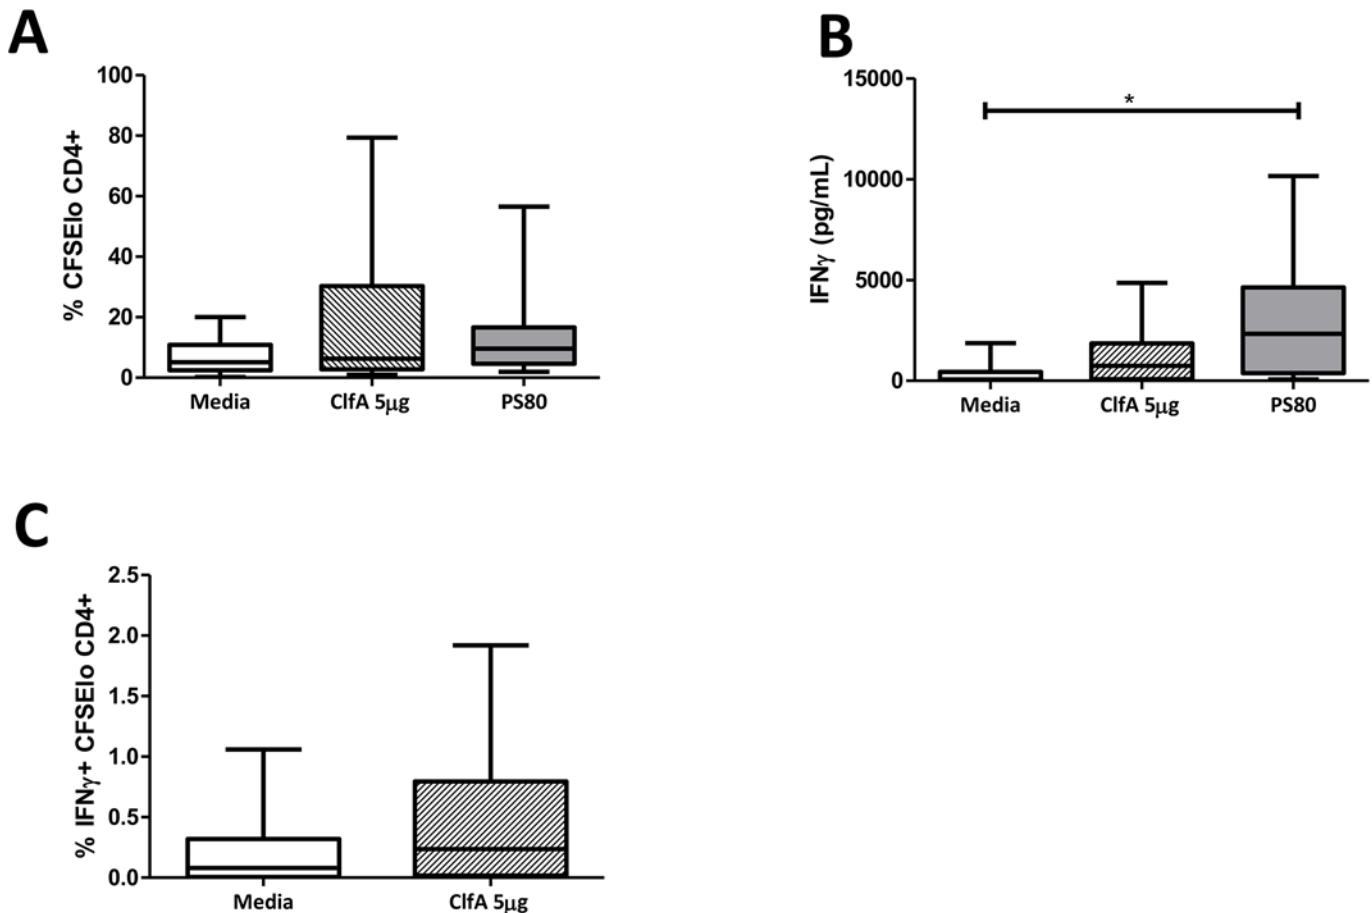 A
% CFSElo CD4+
100
80
60
40
20
0
Media ClfA 5μg PS80
B
IFNγ (pg/mL)
15000
10000
5000
0
*
Media ClfA 5μg PS80
C
% IFNγ+ CFSElo CD4+
2.5
2.0
1.5
1.0
0.5
0.0
Media ClfA 5μg